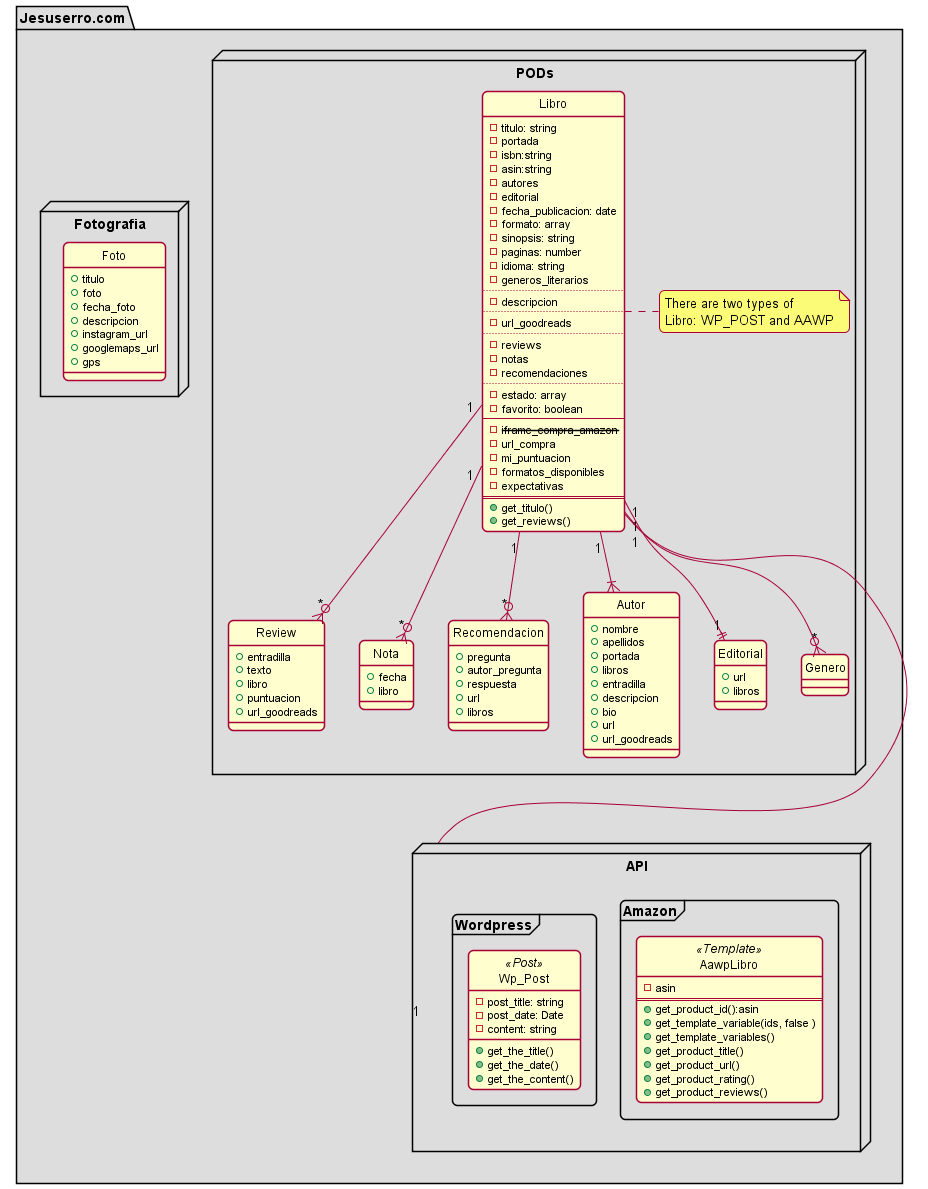 Jesuserro.com
PODs
Libro
titulo: string
portada
isbn:string
asin:string
autores
editorial
fecha_publicacion: date
formato: array
sinopsis: string
paginas: number
idioma: string
generos_literarios
descripcion
url_goodreads
reviews
notas
recomendaciones
estado: array
favorito: boolean
iframe_compra_amazon
url_compra
mi_puntuacion
formatos_disponibles
expectativas
get_titulo()
get_reviews()
There are two types of
Libro: WP_POST and AAWP
Fotografia
Foto
titulo
foto
fecha_foto
descripcion
instagram_url
googlemaps_url
gps
1
1
1
1
1
1
1
*
*
*
1
*
Review
entradilla
texto
libro
puntuacion
url_goodreads
Nota
fecha
libro
Recomendacion
pregunta
autor_pregunta
respuesta
url
libros
Autor
nombre
apellidos
portada
libros
entradilla
descripcion
bio
url
url_goodreads
Editorial
url
libros
Genero
API
1
Wordpress
«Post»
Wp_Post
post_title: string
post_date: Date
content: string
get_the_title()
get_the_date()
get_the_content()
Amazon
«Template»
AawpLibro
asin
get_product_id():asin
get_template_variable(ids, false )
get_template_variables()
get_product_title()
get_product_url()
get_product_rating()
get_product_reviews()